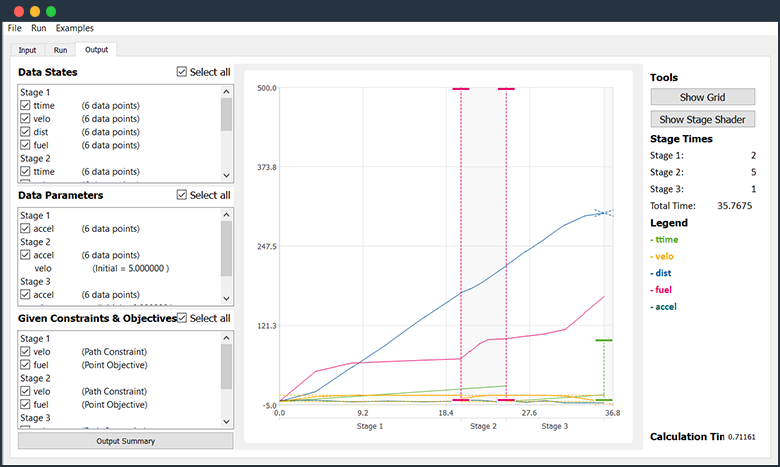 File Run Examples
Input Run Output
Data States Select all
Stage 1
ttime (6 data points)
velo (6 data points)
dist (6 data points)
fuel (6 data points)
Stage 2
ttime (6 data points)
Data Parameters Select all
Stage 1
accel (6 data points)
Stage 2
accel (6 data points)
velo (Initial = 5.000000 )
Stage 3
accel (6 data points)
Given Constraints & Objectives Select all
Stage 1
velo (Path Constraint)
fuel (Point Objective)
Stage 2
velo (Path Constraint)
fuel (Point Objective)
Stage 3
Output Summary
500.0
373.8
247.5
121.3
-5.0
0.0 9.2 18.4 27.6 36.8
Stage 1 Stage 2 Stage 3
Tools
Show Grid
Show Stage Shader
Stage Times
Stage 1: 2
Stage 2: 5
Stage 3: 1
Total Time: 35.7675
Legend
- ttime
- velo
- dist
- fuel
- accel
Calculation Tin 0.71161